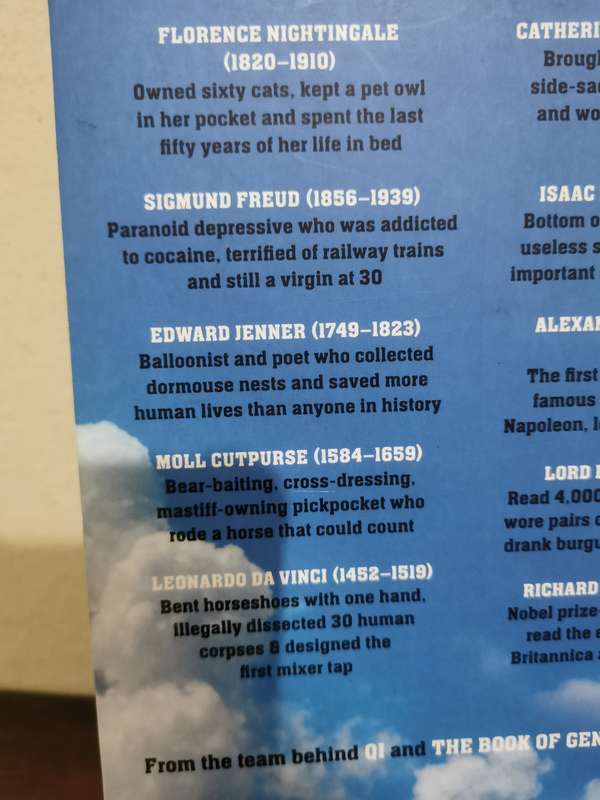 FLORENCE NIGHTINGALE
(1820–1910)
Owned sixty cats, kept a pet owl
in her pocket and spent the last
fifty years of her life in bed
SIGMUND FREUD (1856–1939)
Paranoid depressive who was addicted
to cocaine, terrified of railway trains
and still a virgin at 30
EDWARD JENNER (1749–1823)
Balloonist and poet who collected
dormouse nests and saved more
human lives than anyone in history
MOLL CUTPURSE (1584–1659)
Bear-baiting, cross-dressing,
mastiff-owning pickpocket who
rode a horse that could count
LEONARDO DA VINCI (1452–1519)
Bent horseshoes with one hand,
illegally dissected 30 human
corpses & designed the
first mixer tap
and wo
ISAAC
Bottom o
useless s
important
The first
famous
Napoleon,
LORD
Read 4,000
wore pairs
drank burgu
RICHARD
Nobel prize-
read the
Britannica
From the team behind QI and THE BOOK OF GEN